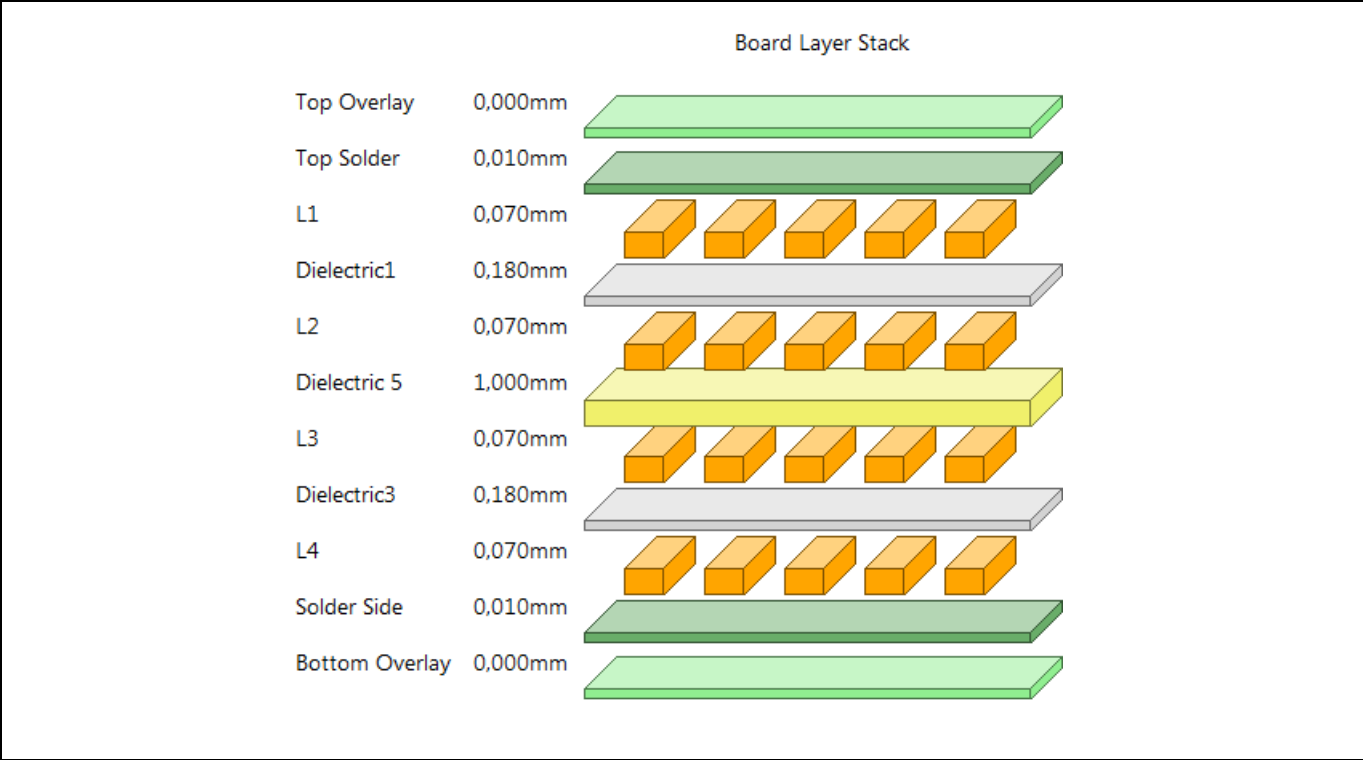 Board Layer Stack
Top Overlay 0,000mm
Top Solder 0,010mm
L1 0,070mm
Dielectric1 0,180mm
L2 0,070mm
Dielectric 5 1,000mm
L3 0,070mm
Dielectric3 0,180mm
L4 0,070mm
Solder Side 0,010mm
Bottom Overlay 0,000mm